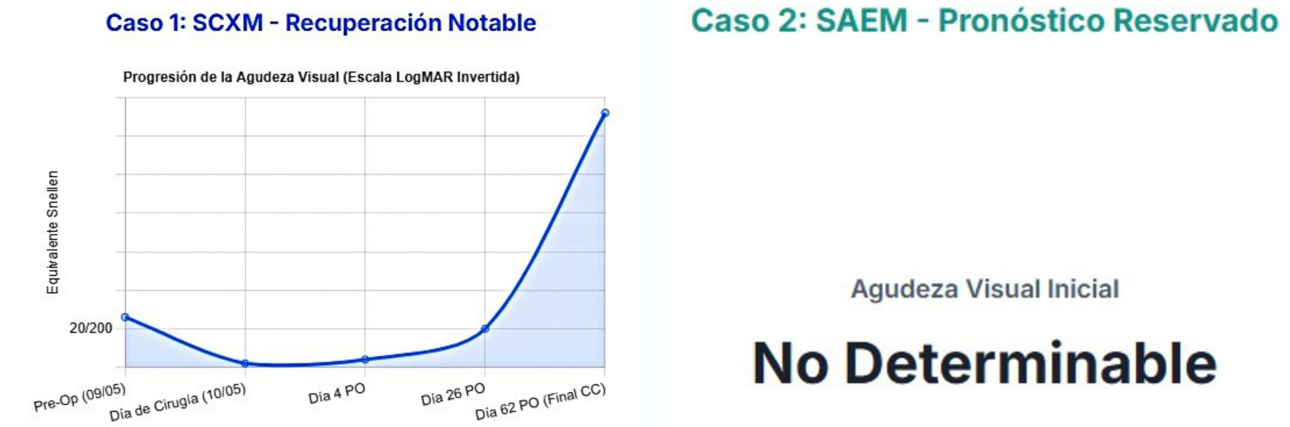 Caso 1: SCXM - Recuperación Notable
Progresión de la Agudeza Visual (Escala LogMAR Invertida)
Equivalente Snellen
20/200
Pre-Op (09/05)
Día de Cirugía (10/05)
Día 4 PO
Día 26 PO
Día 62 PO (Final CC)
Caso 2: SAEM - Pronóstico Reservado
Agudeza Visual Inicial
No Determinable